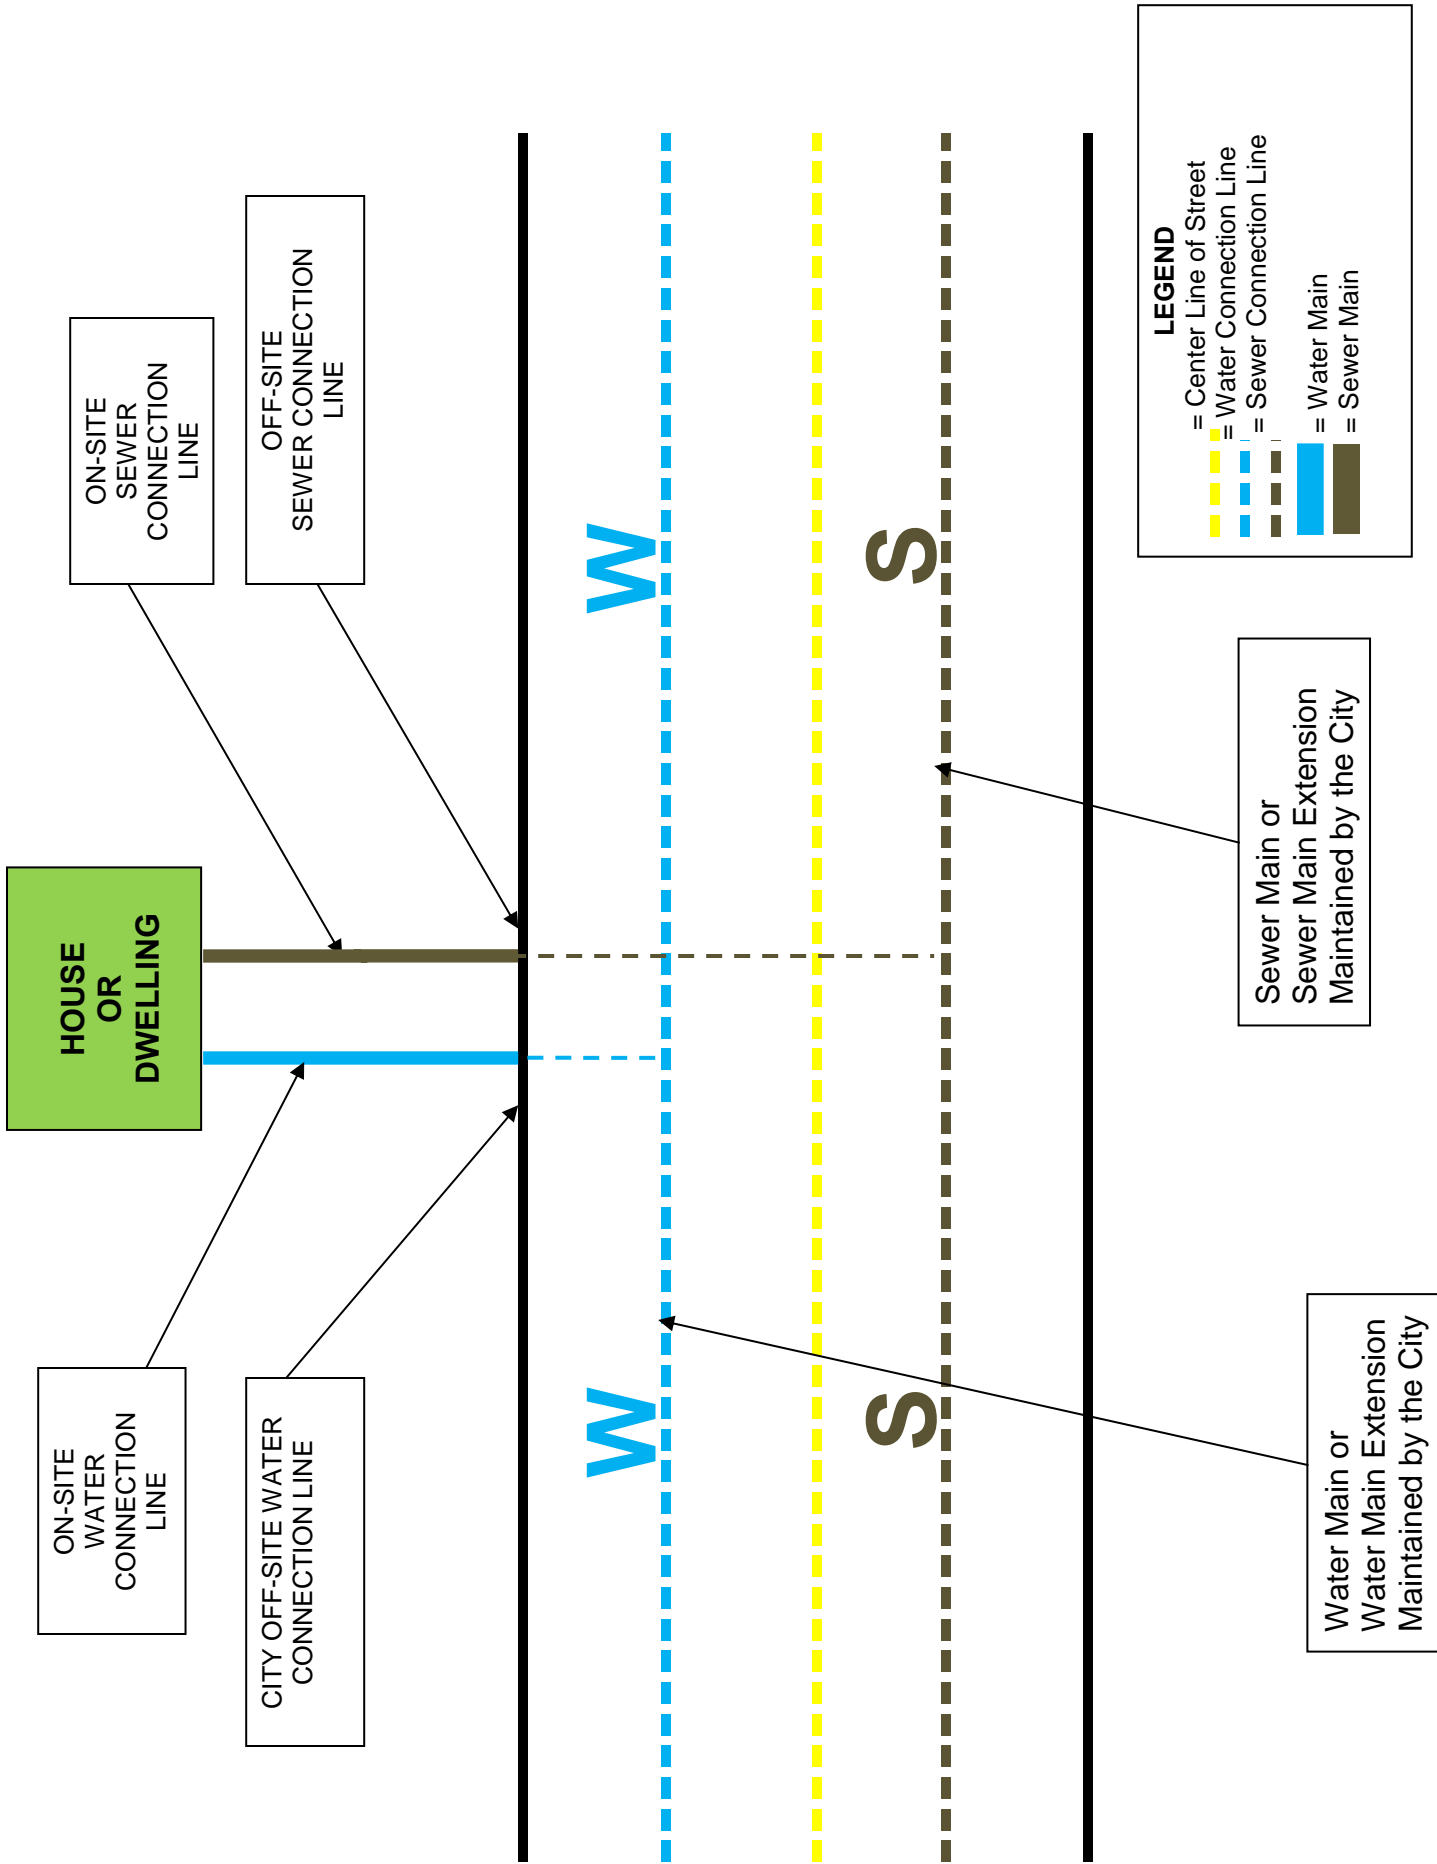 HOUSE
OR
DWELLING
ON-SITE
WATER
CONNECTION
LINE
CITY OFF-SITE WATER
CONNECTION LINE
ON-SITE
SEWER
CONNECTION
LINE
OFF-SITE
SEWER CONNECTION
LINE
W
W
S
S
Water Main or
Water Main Extension
Maintained by the City
Sewer Main or
Sewer Main Extension
Maintained by the City
LEGEND
= Center Line of Street
= Water Connection Line
= Sewer Connection Line
= Water Main
= Sewer Main